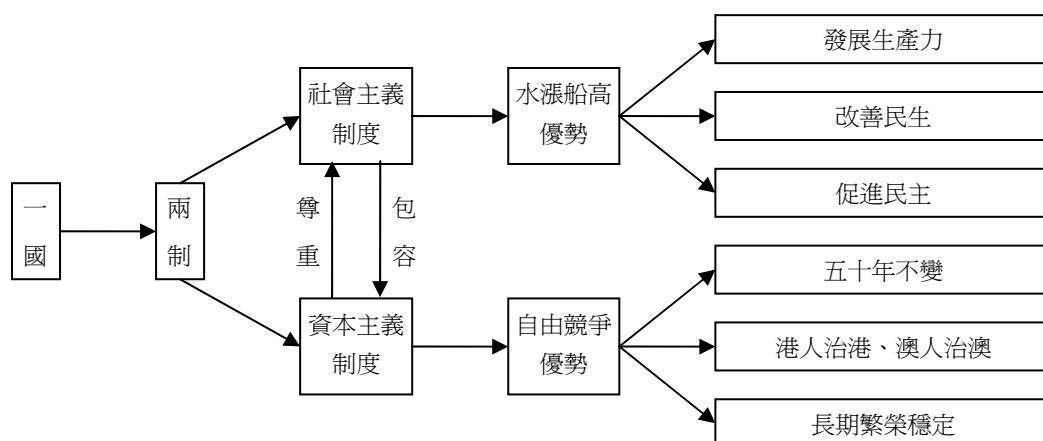 一國
兩制
社會主義
制度
尊重
包容
資本主義
制度
水漲船高
優勢
自由競爭
優勢
發展生產力
改善民生
促進民主
五十年不變
港人治港、澳人治澳
長期繁榮穩定